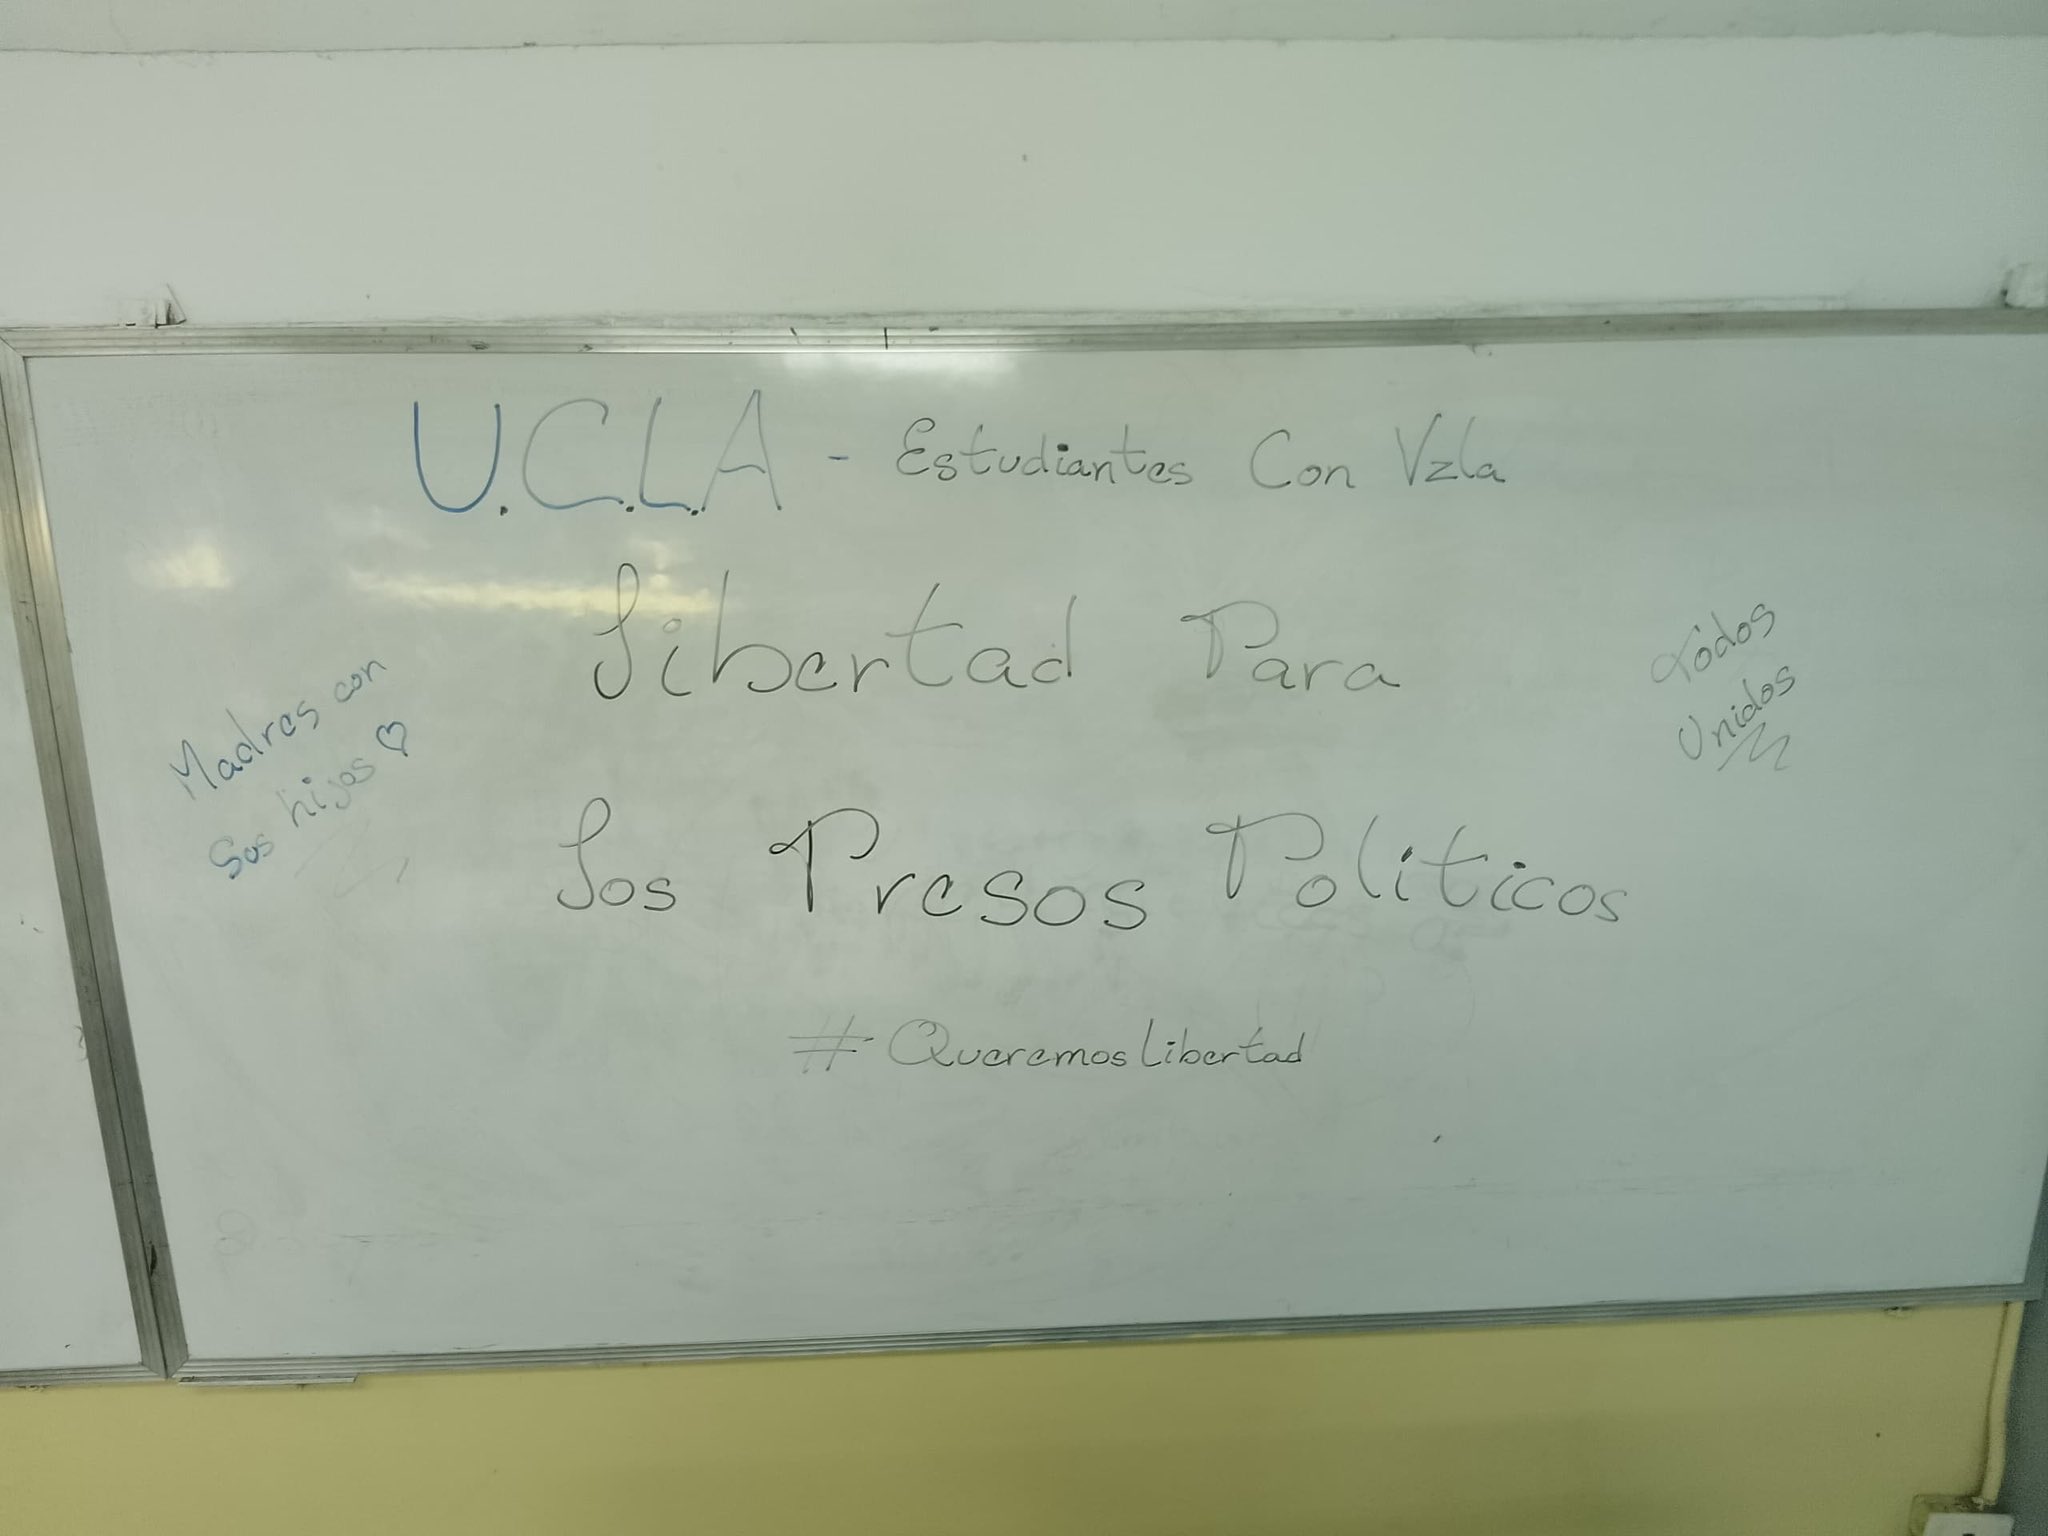 U.C.L.A - Estudiantes Con Vzla
Libertad Para
Los Presos Politicos
#QueremosLibertad
Madres con
Sus hijos ♡
Todos
Unidos